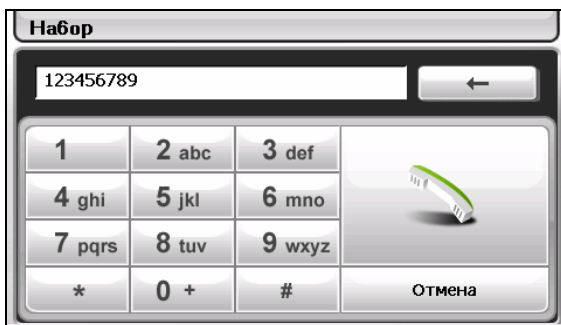 Набор
123456789
←
1 2 abc 3 def
4 ghi 5 jkl 6 mno
7 pqrs 8 tuv 9 wxyz
* 0 + # Отмена